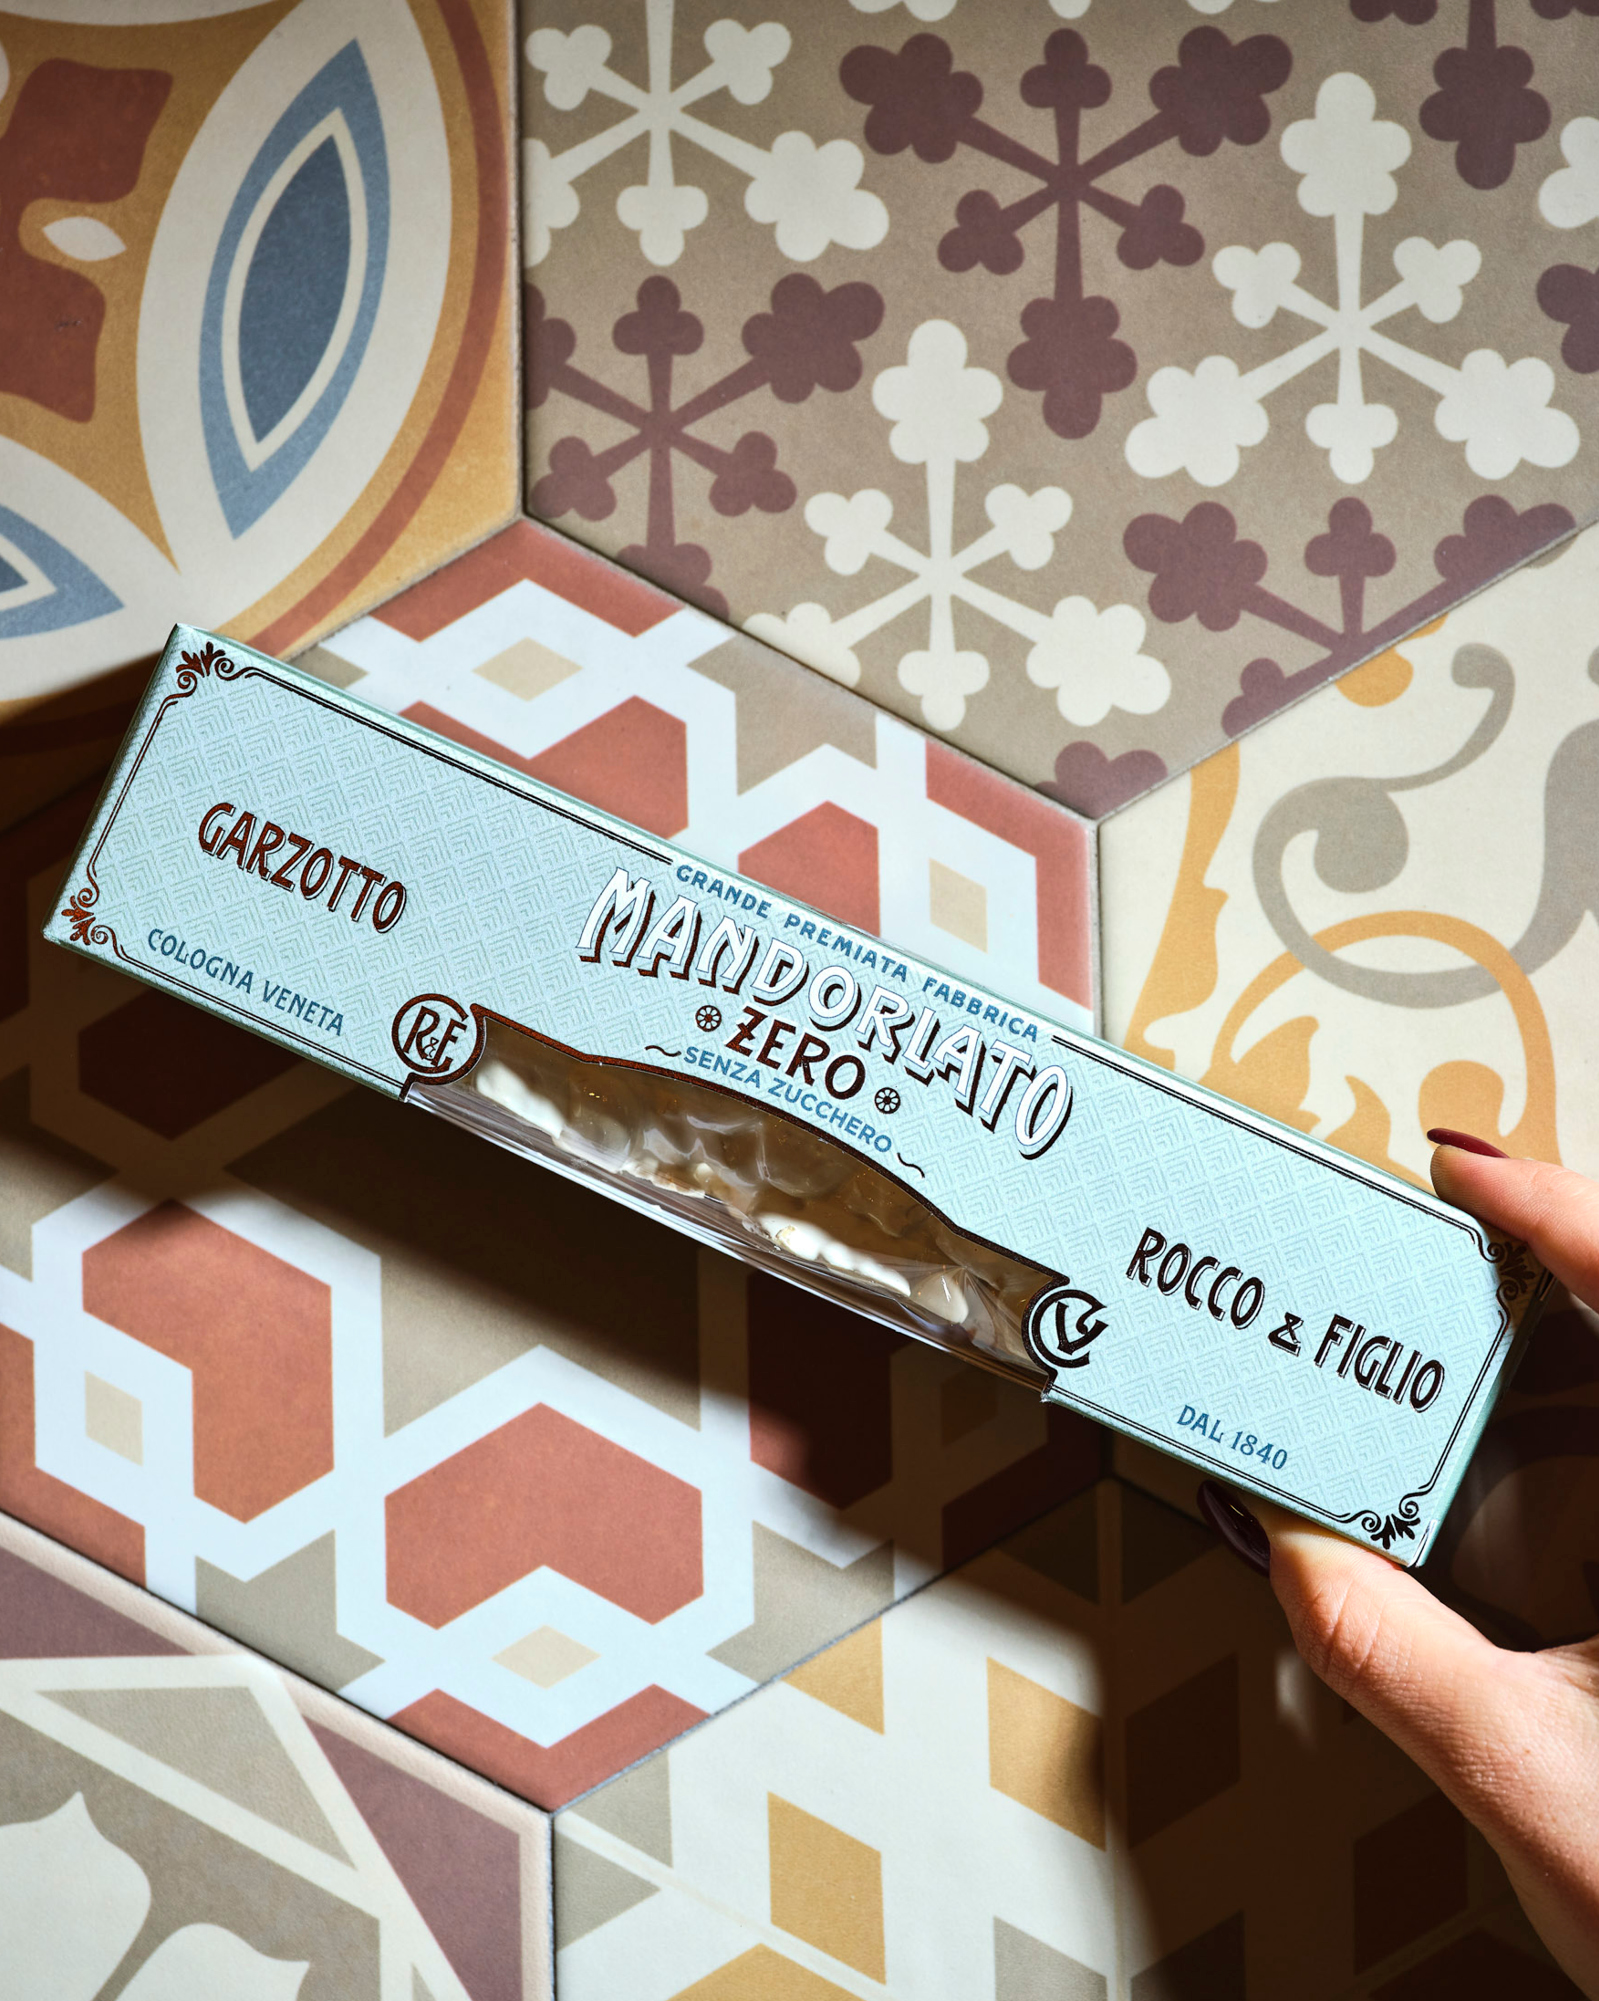 GRANDE PREMIATA FABBRICA
GARZOTTO
MANDORLATO
ZERO
SENZA ZUCCHERO
COLOGNA VENETA
R&F
ROCCO & FIGLIO
CV
DAL 1840